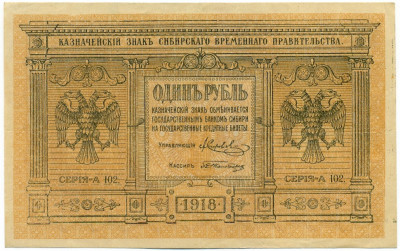 КАЗНАЧЕЙСКІЙ ЗНАКЪ СИБИРСКАГО ВРЕМЕННАГО ПРАВИТЕЛЬСТВА.
ОДИНЪ РУБЛЬ
КАЗНАЧЕЙСКІЙ ЗНАКЪ ОБМѢНИВАЕТСЯ
ГОСУДАРСТВЕННЫМЪ БАНКОМЪ СИБИРИ
НА ГОСУДАРСТВЕННЫЕ КРЕДИТНЫЕ БИЛЕТЫ
УПРАВЛЯЮЩІЙ
КАССИРЪ
СЕРІЯ-А 102.
СЕРІЯ-А 102.
1918